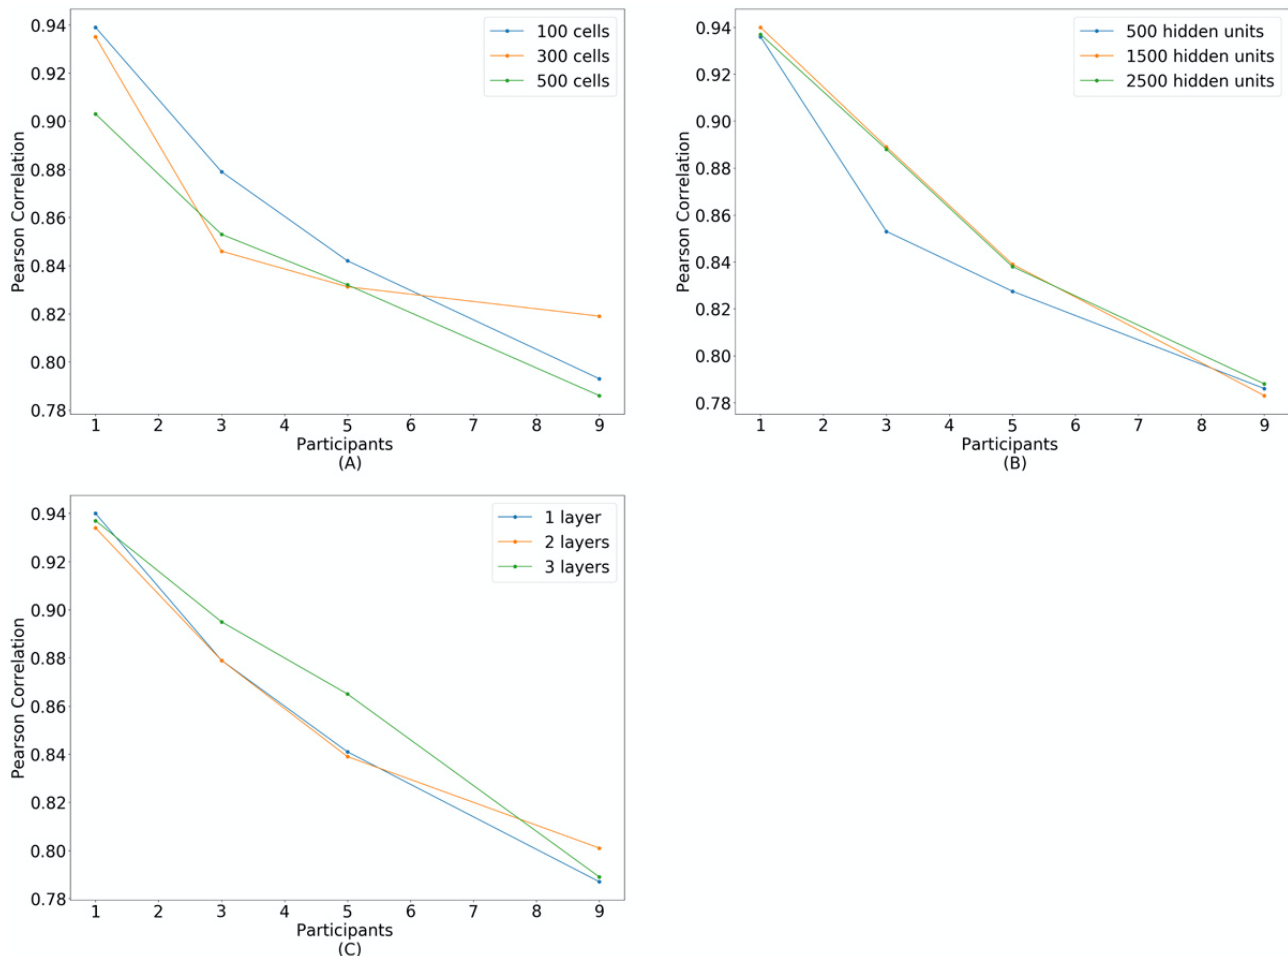 0.94
0.92
0.90
0.88
0.86
0.84
0.82
0.80
0.78
Pearson Correlation
100 cells
300 cells
500 cells
1 2 3 4 5 6 7 8 9
Participants
(A)
0.94
0.92
0.90
0.88
0.86
0.84
0.82
0.80
0.78
Pearson Correlation
500 hidden units
1500 hidden units
2500 hidden units
1 2 3 4 5 6 7 8 9
Participants
(B)
0.94
0.92
0.90
0.88
0.86
0.84
0.82
0.80
0.78
Pearson Correlation
1 layer
2 layers
3 layers
1 2 3 4 5 6 7 8 9
Participants
(C)